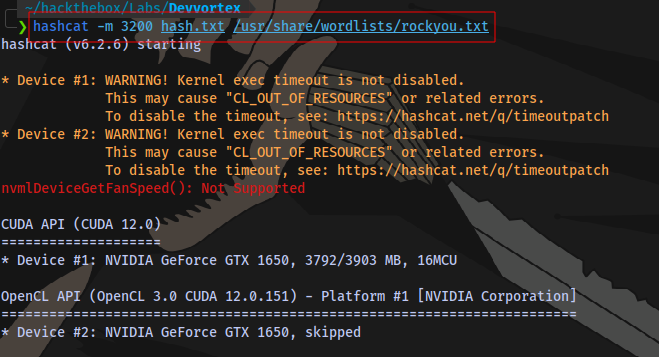 ~/hackthebox/Labs/Devvortex
❯ hashcat -m 3200 hash.txt /usr/share/wordlists/rockyou.txt
hashcat (v6.2.6) starting
* Device #1: WARNING! Kernel exec timeout is not disabled.
This may cause "CL_OUT_OF_RESOURCES" or related errors.
To disable the timeout, see: https://hashcat.net/q/timeoutpatch
* Device #2: WARNING! Kernel exec timeout is not disabled.
This may cause "CL_OUT_OF_RESOURCES" or related errors.
To disable the timeout, see: https://hashcat.net/q/timeoutpatch
nvmlDeviceGetFanSpeed(): Not Supported
CUDA API (CUDA 12.0)
====================
* Device #1: NVIDIA GeForce GTX 1650, 3792/3903 MB, 16MCU
OpenCL API (OpenCL 3.0 CUDA 12.0.151) - Platform #1 [NVIDIA Corporation]
========================================================================
* Device #2: NVIDIA GeForce GTX 1650, skipped